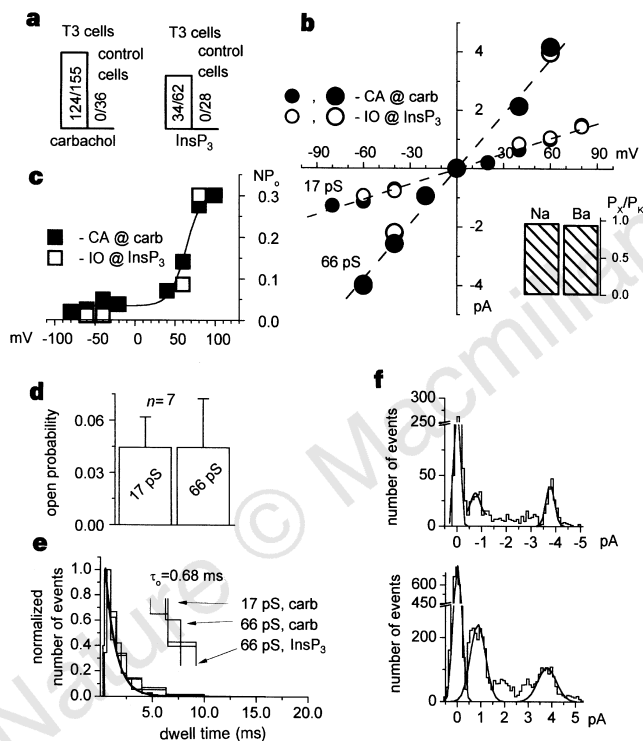 a
T3 cells
control
cells
124/155
0/36
carbachol
T3 cells
control
cells
34/62
0/28
InsP3
b
mV
-90
-60
-30
30
60
90
4
2
0
-2
-4
pA
, - CA @ carb
, - IO @ InsP3
17 pS
66 pS
Na
Ba
PX/PK
1.0
0.5
0.0
c
NPo
0.3
0.2
0.1
0.0
- CA @ carb
- IO @ InsP3
mV
-100
-50
0
50
100
d
n=7
open probability
0.06
0.03
0.00
17 pS
66 pS
e
normalized
number of events
1.0
0.8
0.6
0.4
0.2
0.0
τo=0.68 ms
17 pS, carb
66 pS, carb
66 pS, InsP3
5.0
10.0
15.0
20.0
dwell time (ms)
f
number of events
300
250
50
0
0 -1 -2 -3 -4 -5
pA
number of events
600
450
200
0
0 1 2 3 4 5
pA
Nature © Macmillan